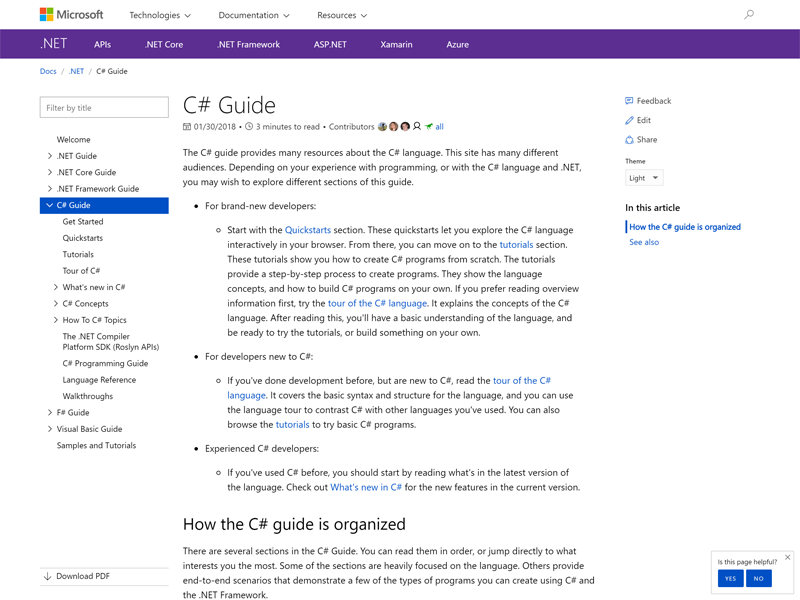 Microsoft
Technologies
Documentation
Resources
.NET
APIs
.NET Core
.NET Framework
ASP.NET
Xamarin
Azure
Docs / .NET / C# Guide
Filter by title
Welcome
.NET Guide
.NET Core Guide
.NET Framework Guide
C# Guide
Get Started
Quickstarts
Tutorials
Tour of C#
What's new in C#
C# Concepts
How To C# Topics
The .NET Compiler
Platform SDK (Roslyn APIs)
C# Programming Guide
Language Reference
Walkthroughs
F# Guide
Visual Basic Guide
Samples and Tutorials
Download PDF
C# Guide
01/30/2018 • 3 minutes to read • Contributors all
The C# guide provides many resources about the C# language. This site has many different
audiences. Depending on your experience with programming, or with the C# language and .NET,
you may wish to explore different sections of this guide.
• For brand-new developers:
Start with the Quickstarts section. These quickstarts let you explore the C# language
interactively in your browser. From there, you can move on to the tutorials section.
These tutorials show you how to create C# programs from scratch. The tutorials
provide a step-by-step process to create programs. They show the language
concepts, and how to build C# programs on your own. If you prefer reading overview
information first, try the tour of the C# language. It explains the concepts of the C#
language. After reading this, you'll have a basic understanding of the language, and
be ready to try the tutorials, or build something on your own.
• For developers new to C#:
If you've done development before, but are new to C#, read the tour of the C#
language. It covers the basic syntax and structure for the language, and you can use
the language tour to contrast C# with other languages you've used. You can also
browse the tutorials to try basic C# programs.
• Experienced C# developers:
If you've used C# before, you should start by reading what's in the latest version of
the language. Check out What's new in C# for the new features in the current version.
How the C# guide is organized
There are several sections in the C# Guide. You can read them in order, or jump directly to what
interests you the most. Some of the sections are heavily focused on the language. Others provide
end-to-end scenarios that demonstrate a few of the types of programs you can create using C# and
the .NET Framework.
Feedback
Edit
Share
Theme
Light
In this article
How the C# guide is organized
See also
Is this page helpful?
YES
NO